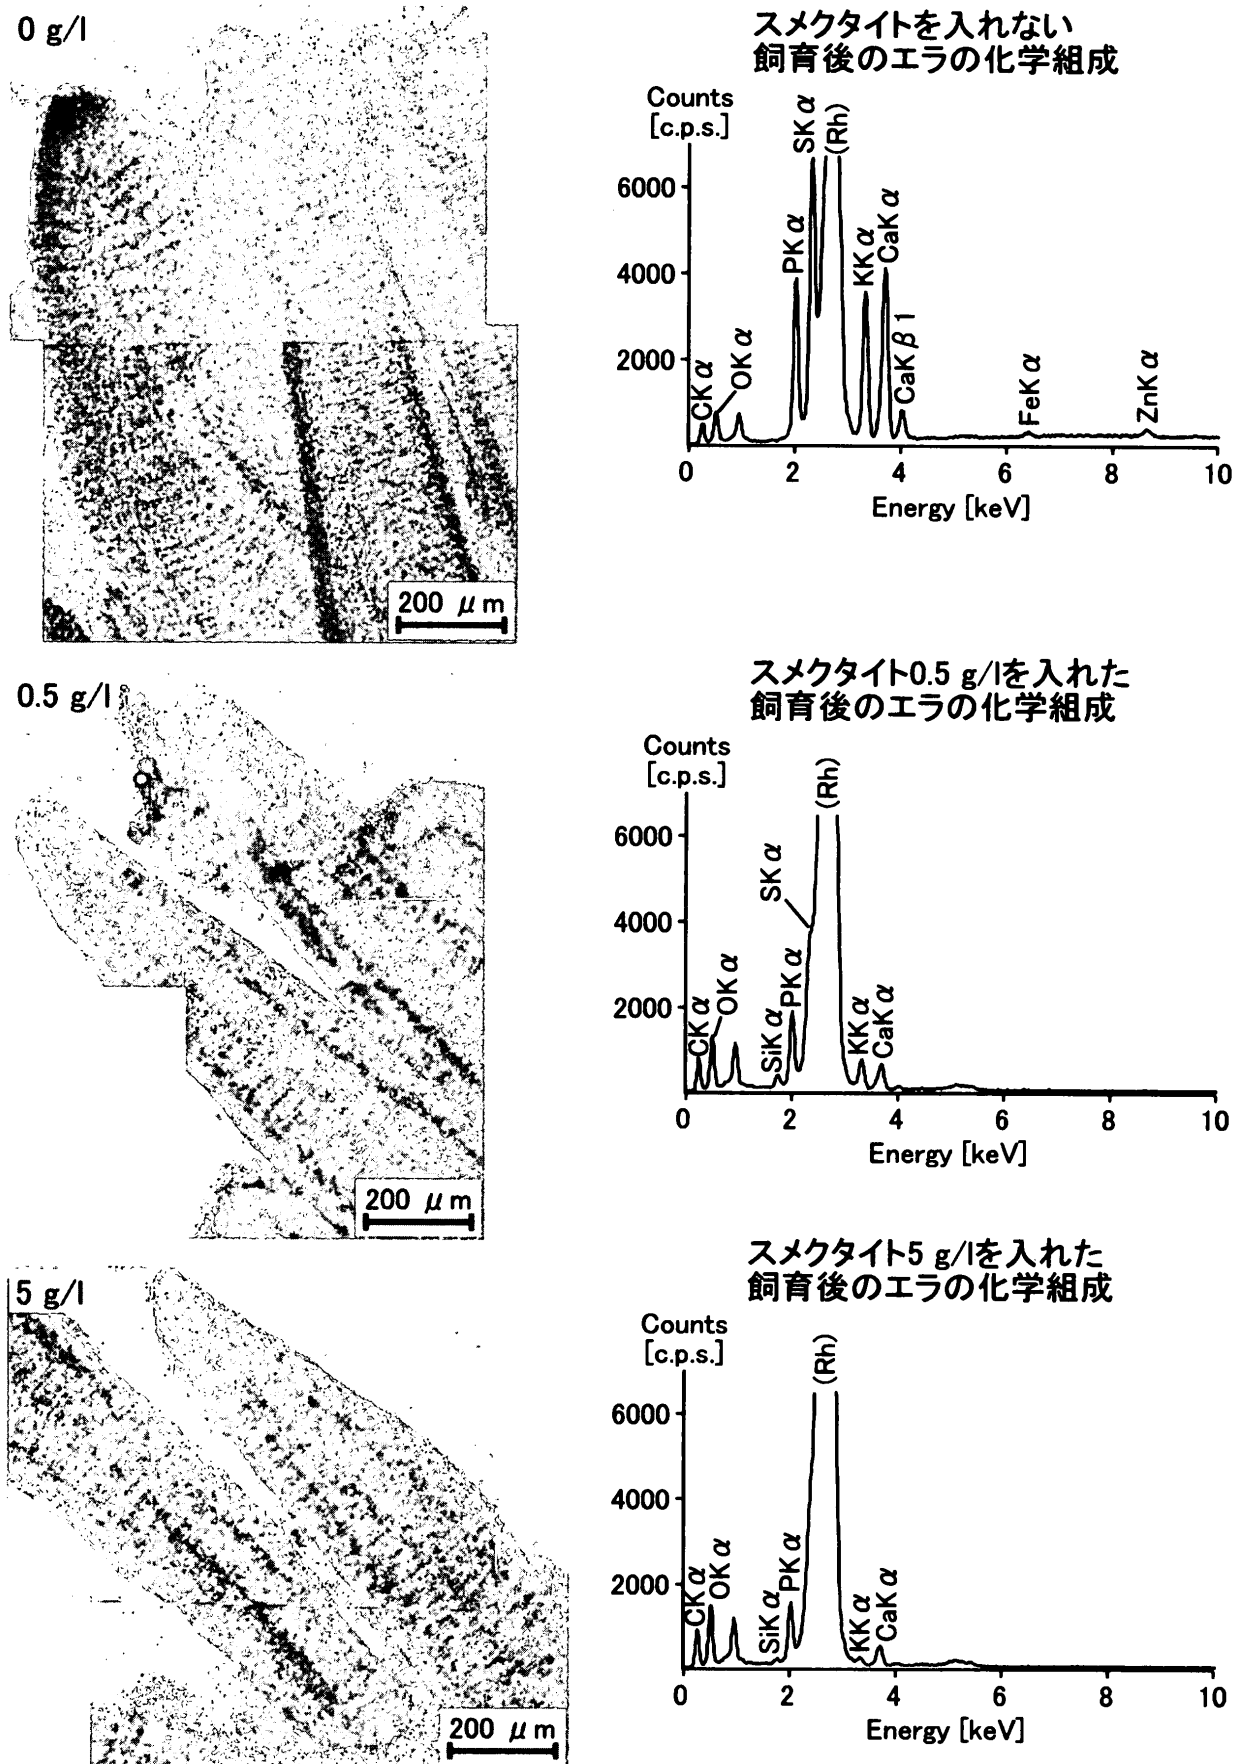 0 g/l
200 μm
スメクタイトを入れない
飼育後のエラの化学組成
Counts
[c.p.s.]
6000
4000
2000
CKα
OKα
PKα
SKα
(Rh)
KKα
CaKα
CaKβ1
FeKα
ZnKα
0 2 4 6 8 10
Energy [keV]
0.5 g/l
200 μm
スメクタイト0.5 g/lを入れた
飼育後のエラの化学組成
Counts
[c.p.s.]
6000
4000
2000
CKα
OKα
SiKα
PKα
SKα
(Rh)
KKα
CaKα
0 2 4 6 8 10
Energy [keV]
5 g/l
200 μm
スメクタイト5 g/lを入れた
飼育後のエラの化学組成
Counts
[c.p.s.]
6000
4000
2000
CKα
OKα
SiKα
PKα
(Rh)
KKα
CaKα
0 2 4 6 8 10
Energy [keV]